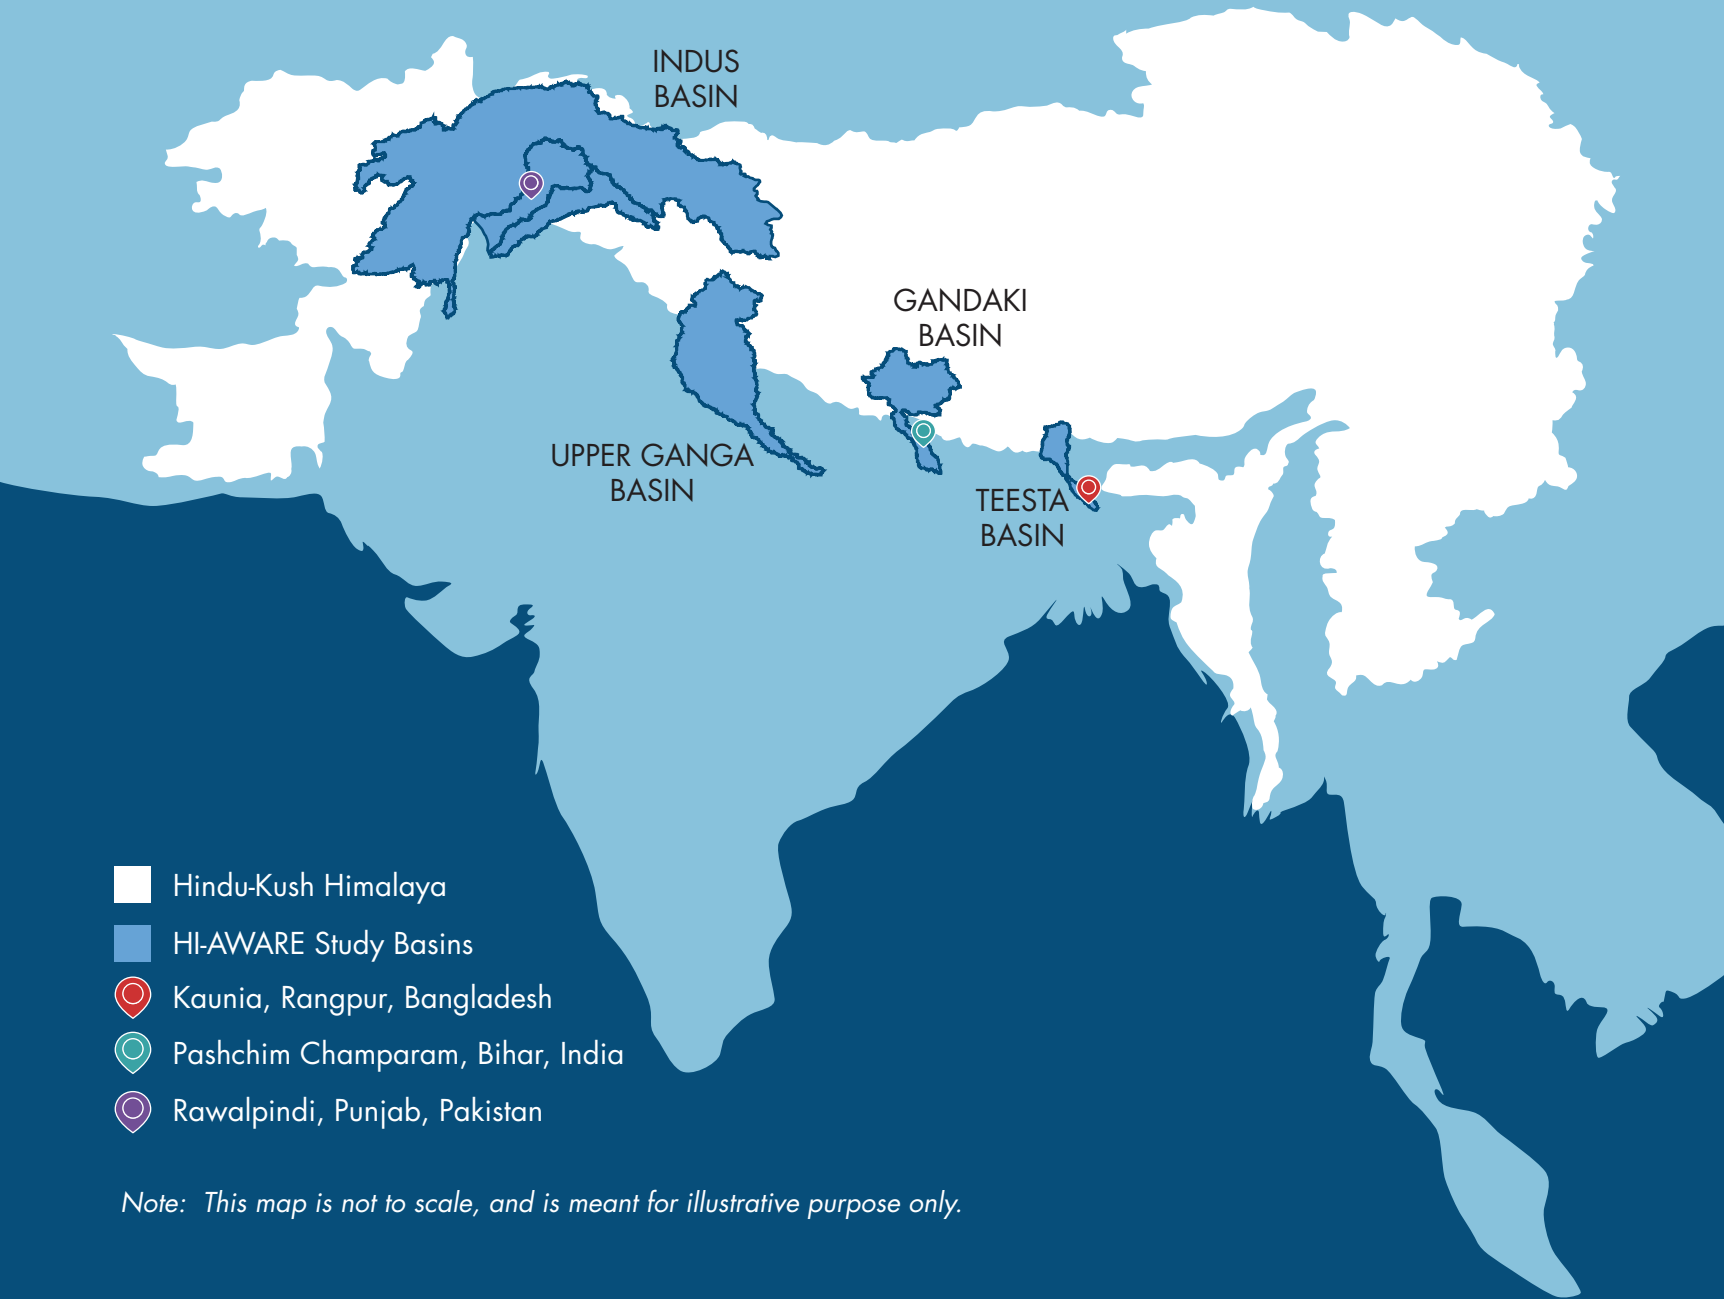 INDUS
BASIN
GANDAKI
BASIN
UPPER GANGA
BASIN
TEESTA
BASIN
Hindu-Kush Himalaya
HI-AWARE Study Basins
Kaunia, Rangpur, Bangladesh
Pashchim Champaram, Bihar, India
Rawalpindi, Punjab, Pakistan
Note: This map is not to scale, and is meant for illustrative purpose only.